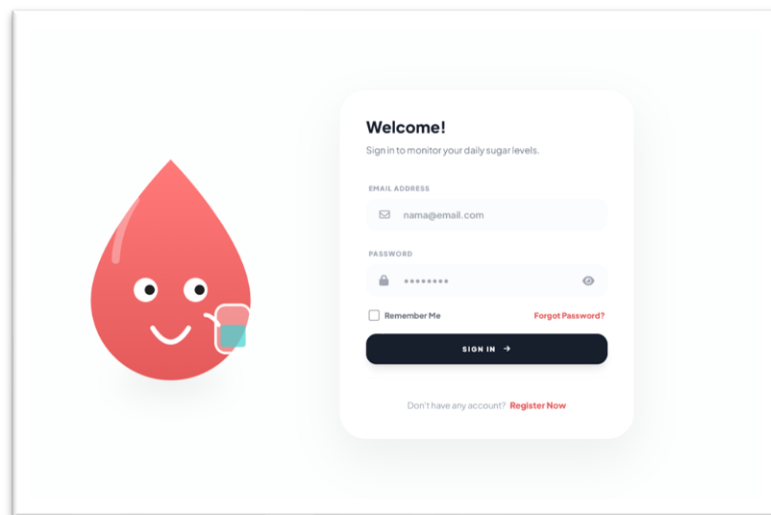 Welcome!
Sign in to monitor your daily sugar levels.
EMAIL ADDRESS
nama@email.com
PASSWORD
Remember Me
Forgot Password?
SIGN IN →
Don't have any account? Register Now